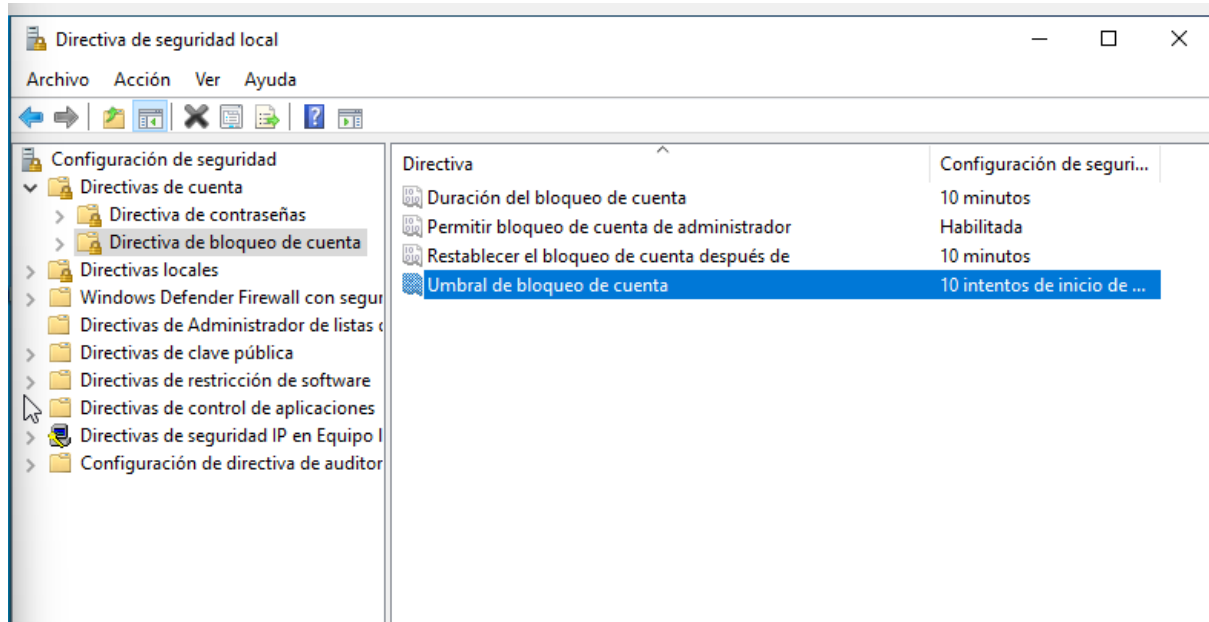 Directiva de seguridad local
Archivo Acción Ver Ayuda
Configuración de seguridad
Directivas de cuenta
Directiva de contraseñas
Directiva de bloqueo de cuenta
Directivas locales
Windows Defender Firewall con segur
Directivas de Administrador de listas
Directivas de clave pública
Directivas de restricción de software
Directivas de control de aplicaciones
Directivas de seguridad IP en Equipo l
Configuración de directiva de auditor
Directiva Configuración de seguri...
Duración del bloqueo de cuenta 10 minutos
Permitir bloqueo de cuenta de administrador Habilitada
Restablecer el bloqueo de cuenta después de 10 minutos
Umbral de bloqueo de cuenta 10 intentos de inicio de ...